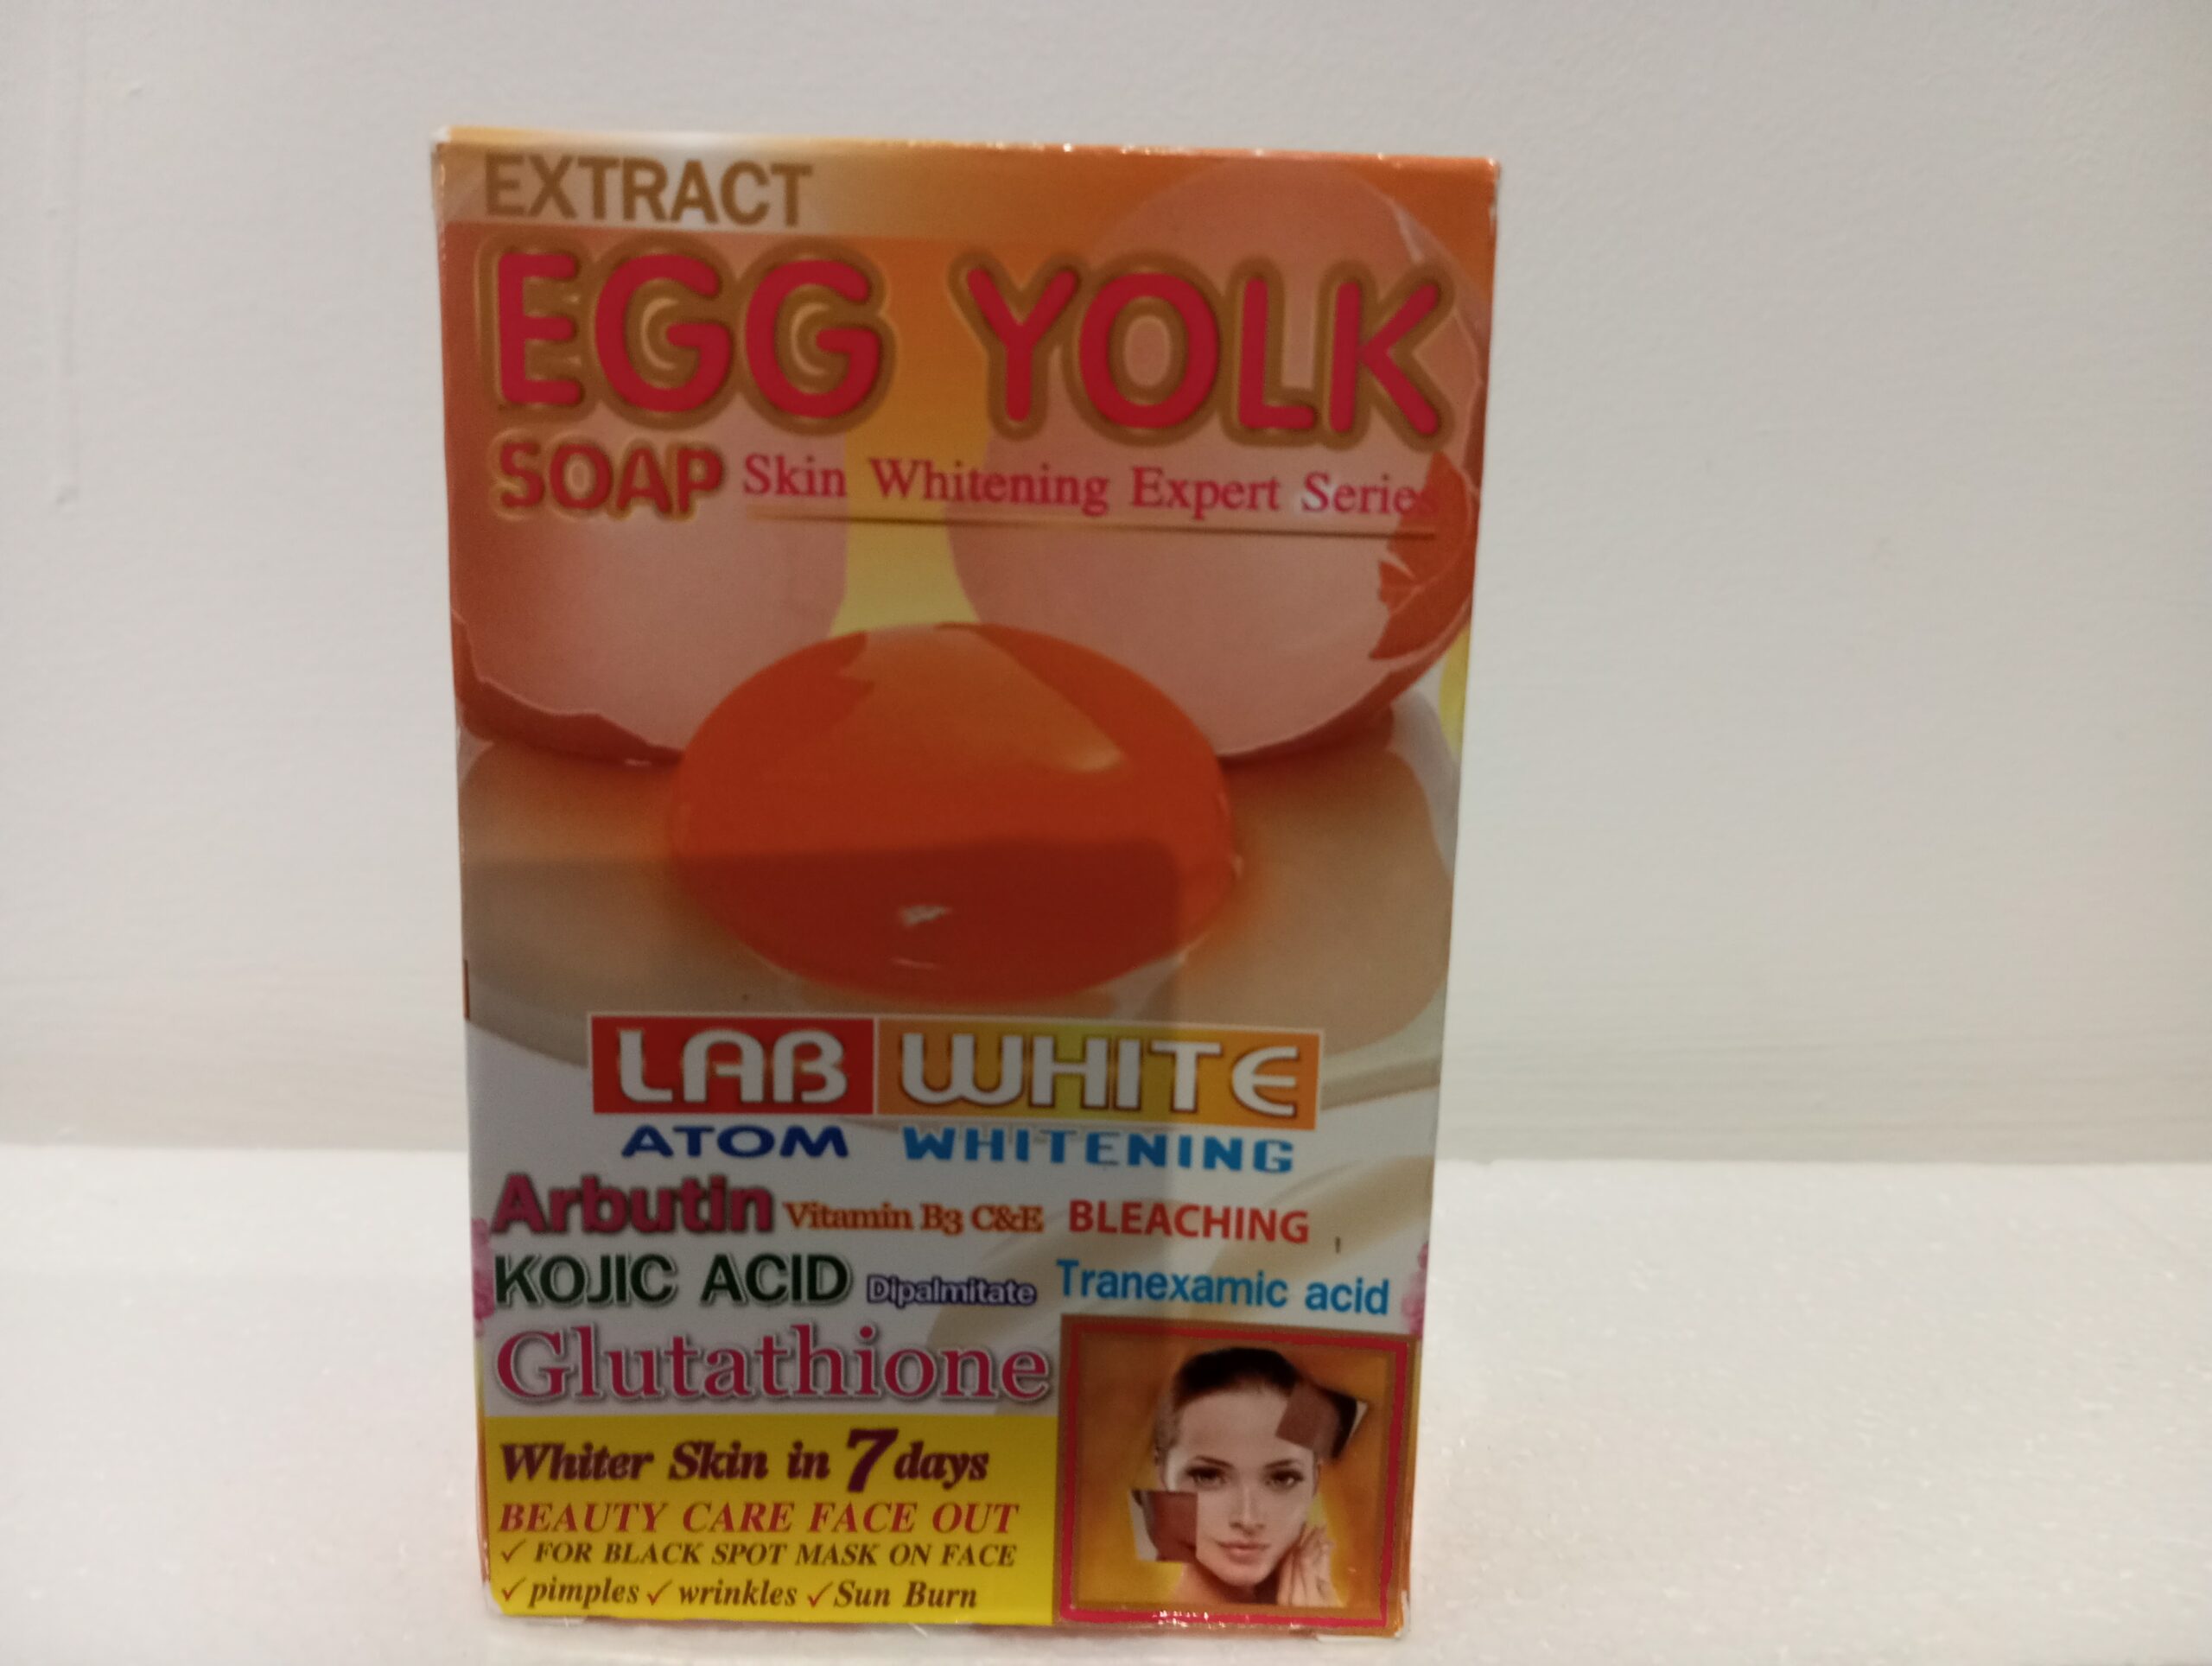 EXTRACT
EGG YOLK
SOAP Skin Whitening Expert Series
LAB WHITE
ATOM WHITENING
Arbutin Vitamin B3 C&E BLEACHING
KOJIC ACID Dipalmitate Tranexamic acid
Glutathione
Whiter Skin in 7 days
BEAUTY CARE FACE OUT
✓ FOR BLACK SPOT MASK ON FACE
✓ pimples ✓ wrinkles ✓ Sun Burn